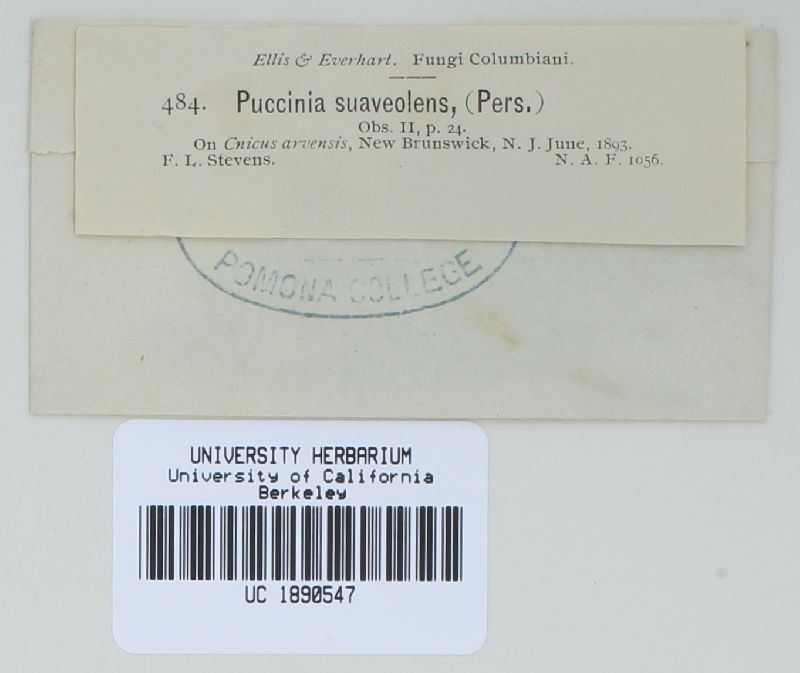 Ellis & Everhart. Fungi Columbiani.
484. Puccinia suaveolens, (Pers.)
Obs. II, p. 24.
On Cnicus arvensis, New Brunswick, N. J. June, 1893.
F. L. Stevens. N. A. F. 1056.
POMONA COLLEGE
UNIVERSITY HERBARIUM
University of California
Berkeley
UC 1890547